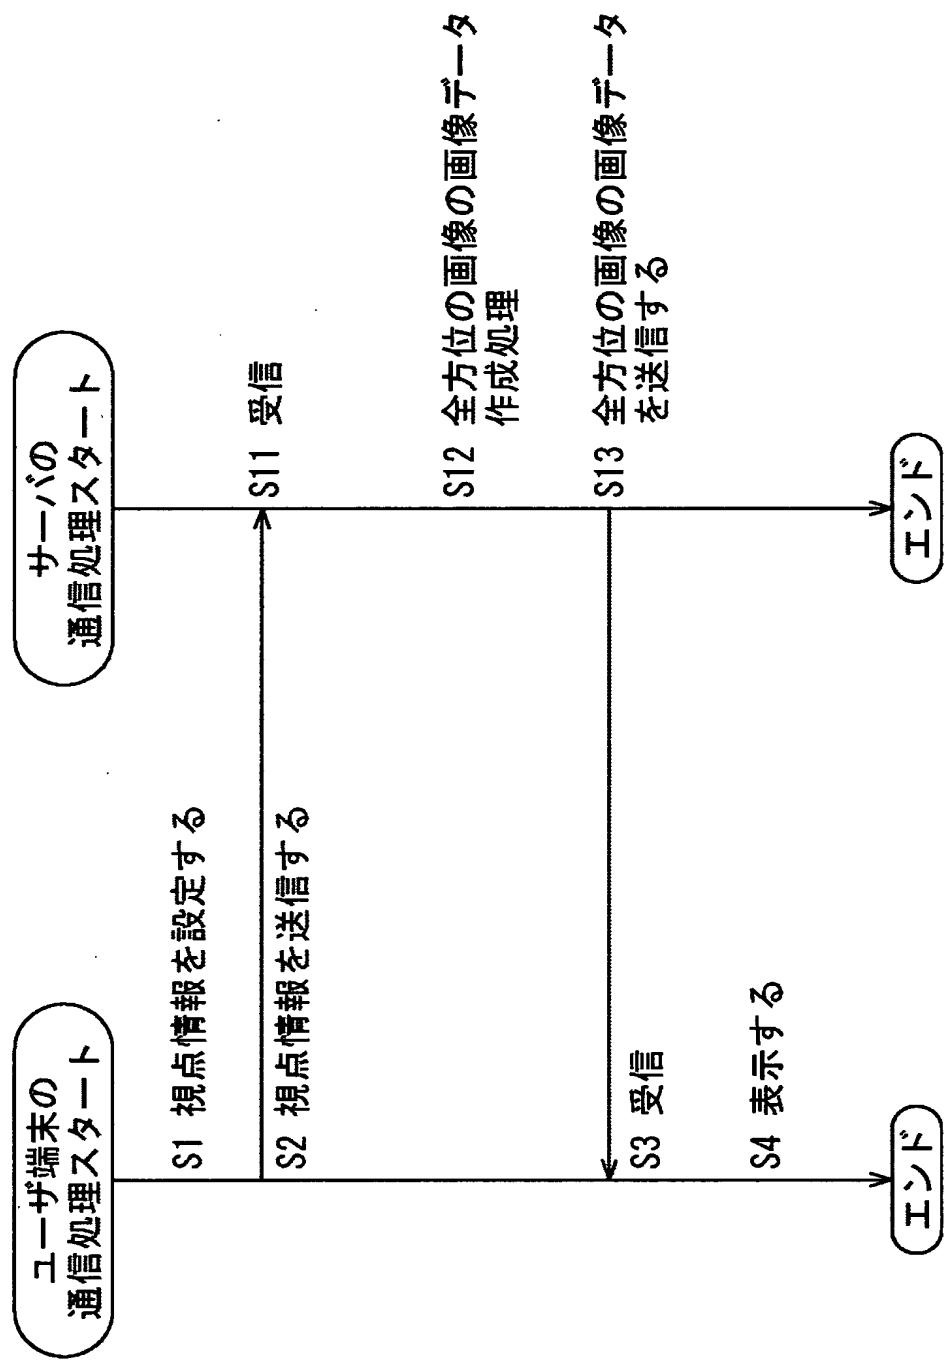 ユーザ端末の
通信処理スタート
S1 視点情報を設定する
S2 視点情報を送信する
S3 受信
S4 表示する
エンド
サーバの
通信処理スタート
S11 受信
S12 全方位の画像の画像データ
作成処理
S13 全方位の画像の画像データ
を送信する
エンド